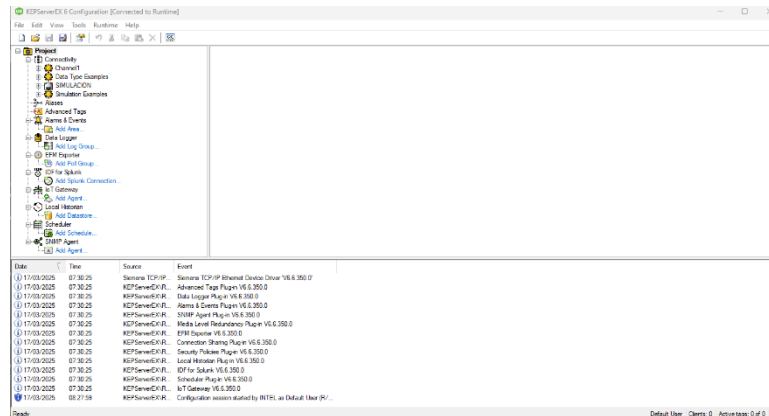 KEPServerEX 6 Configuration [Connected to Runtime]
File Edit View Tools Runtime Help
Project
Connectivity
Channel1
Data Type Examples
SIMULACION
Simulation Examples
Aliases
Advanced Tags
Alarms & Events
Add Area...
Data Logger
Add Log Group...
EFM Exporter
Add Poll Group...
IDF for Splunk
Add Splunk Connection...
IoT Gateway
Add Agent...
Local Historian
Add Datastore...
Scheduler
Add Schedule...
SNMP Agent
Add Agent...
Date Time Source Event
17/03/2025 07:30:25 Siemens TCP/IP... Siemens TCP/IP Ethernet Device Driver 'V6.6.350.0'
17/03/2025 07:30:25 KEPServerEX\R... Advanced Tags Plug-in V6.6.350.0
17/03/2025 07:30:25 KEPServerEX\R... Data Logger Plug-in V6.6.350.0
17/03/2025 07:30:25 KEPServerEX\R... Alarms & Events Plug-in V6.6.350.0
17/03/2025 07:30:25 KEPServerEX\R... SNMP Agent Plug-in V6.6.350.0
17/03/2025 07:30:25 KEPServerEX\R... Media Level Redundancy Plug-in V6.6.350.0
17/03/2025 07:30:25 KEPServerEX\R... EFM Exporter V6.6.350.0
17/03/2025 07:30:25 KEPServerEX\R... Connection Sharing Plug-in V6.6.350.0
17/03/2025 07:30:25 KEPServerEX\R... Security Policies Plug-in V6.6.350.0
17/03/2025 07:30:25 KEPServerEX\R... Local Historian Plug-in V6.6.350.0
17/03/2025 07:30:25 KEPServerEX\R... IDF for Splunk V6.6.350.0
17/03/2025 07:30:25 KEPServerEX\R... Scheduler Plug-in V6.6.350.0
17/03/2025 07:30:25 KEPServerEX\R... IoT Gateway V6.6.350.0
17/03/2025 08:27:59 KEPServerEX\R... Configuration session started by INTEL as Default User (R/...
Ready Default User Clients: 0 Active tags: 0 of 0